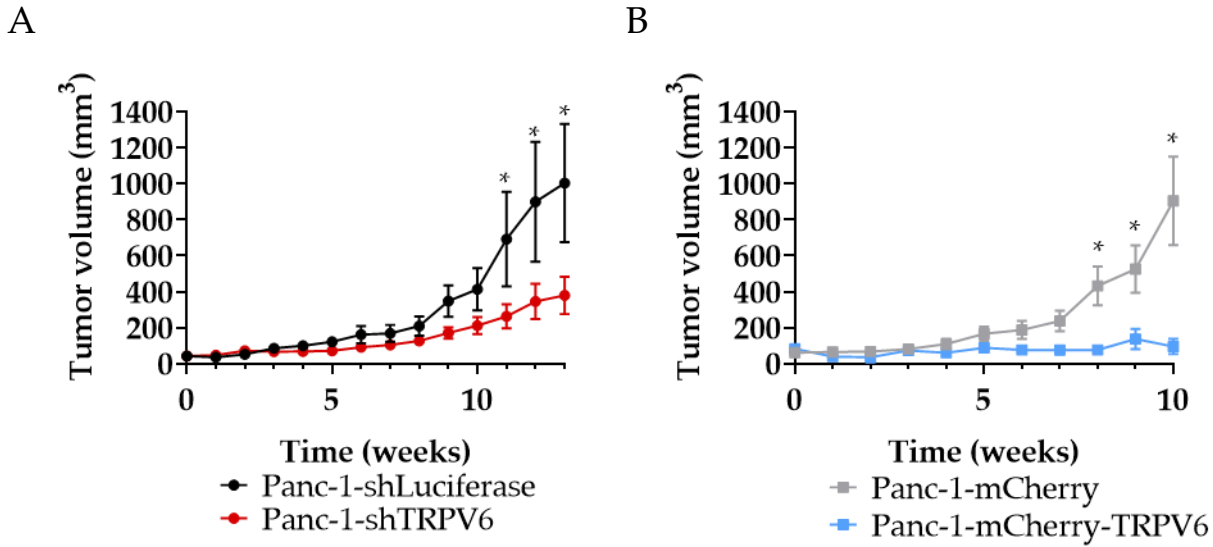 A
B
Tumor volume (mm³)
1400
1200
1000
800
600
400
200
0
* * *
0 5 10
Time (weeks)
Panc-1-shLuciferase
Panc-1-shTRPV6
Tumor volume (mm³)
1400
1200
1000
800
600
400
200
0
* * *
0 5 10
Time (weeks)
Panc-1-mCherry
Panc-1-mCherry-TRPV6